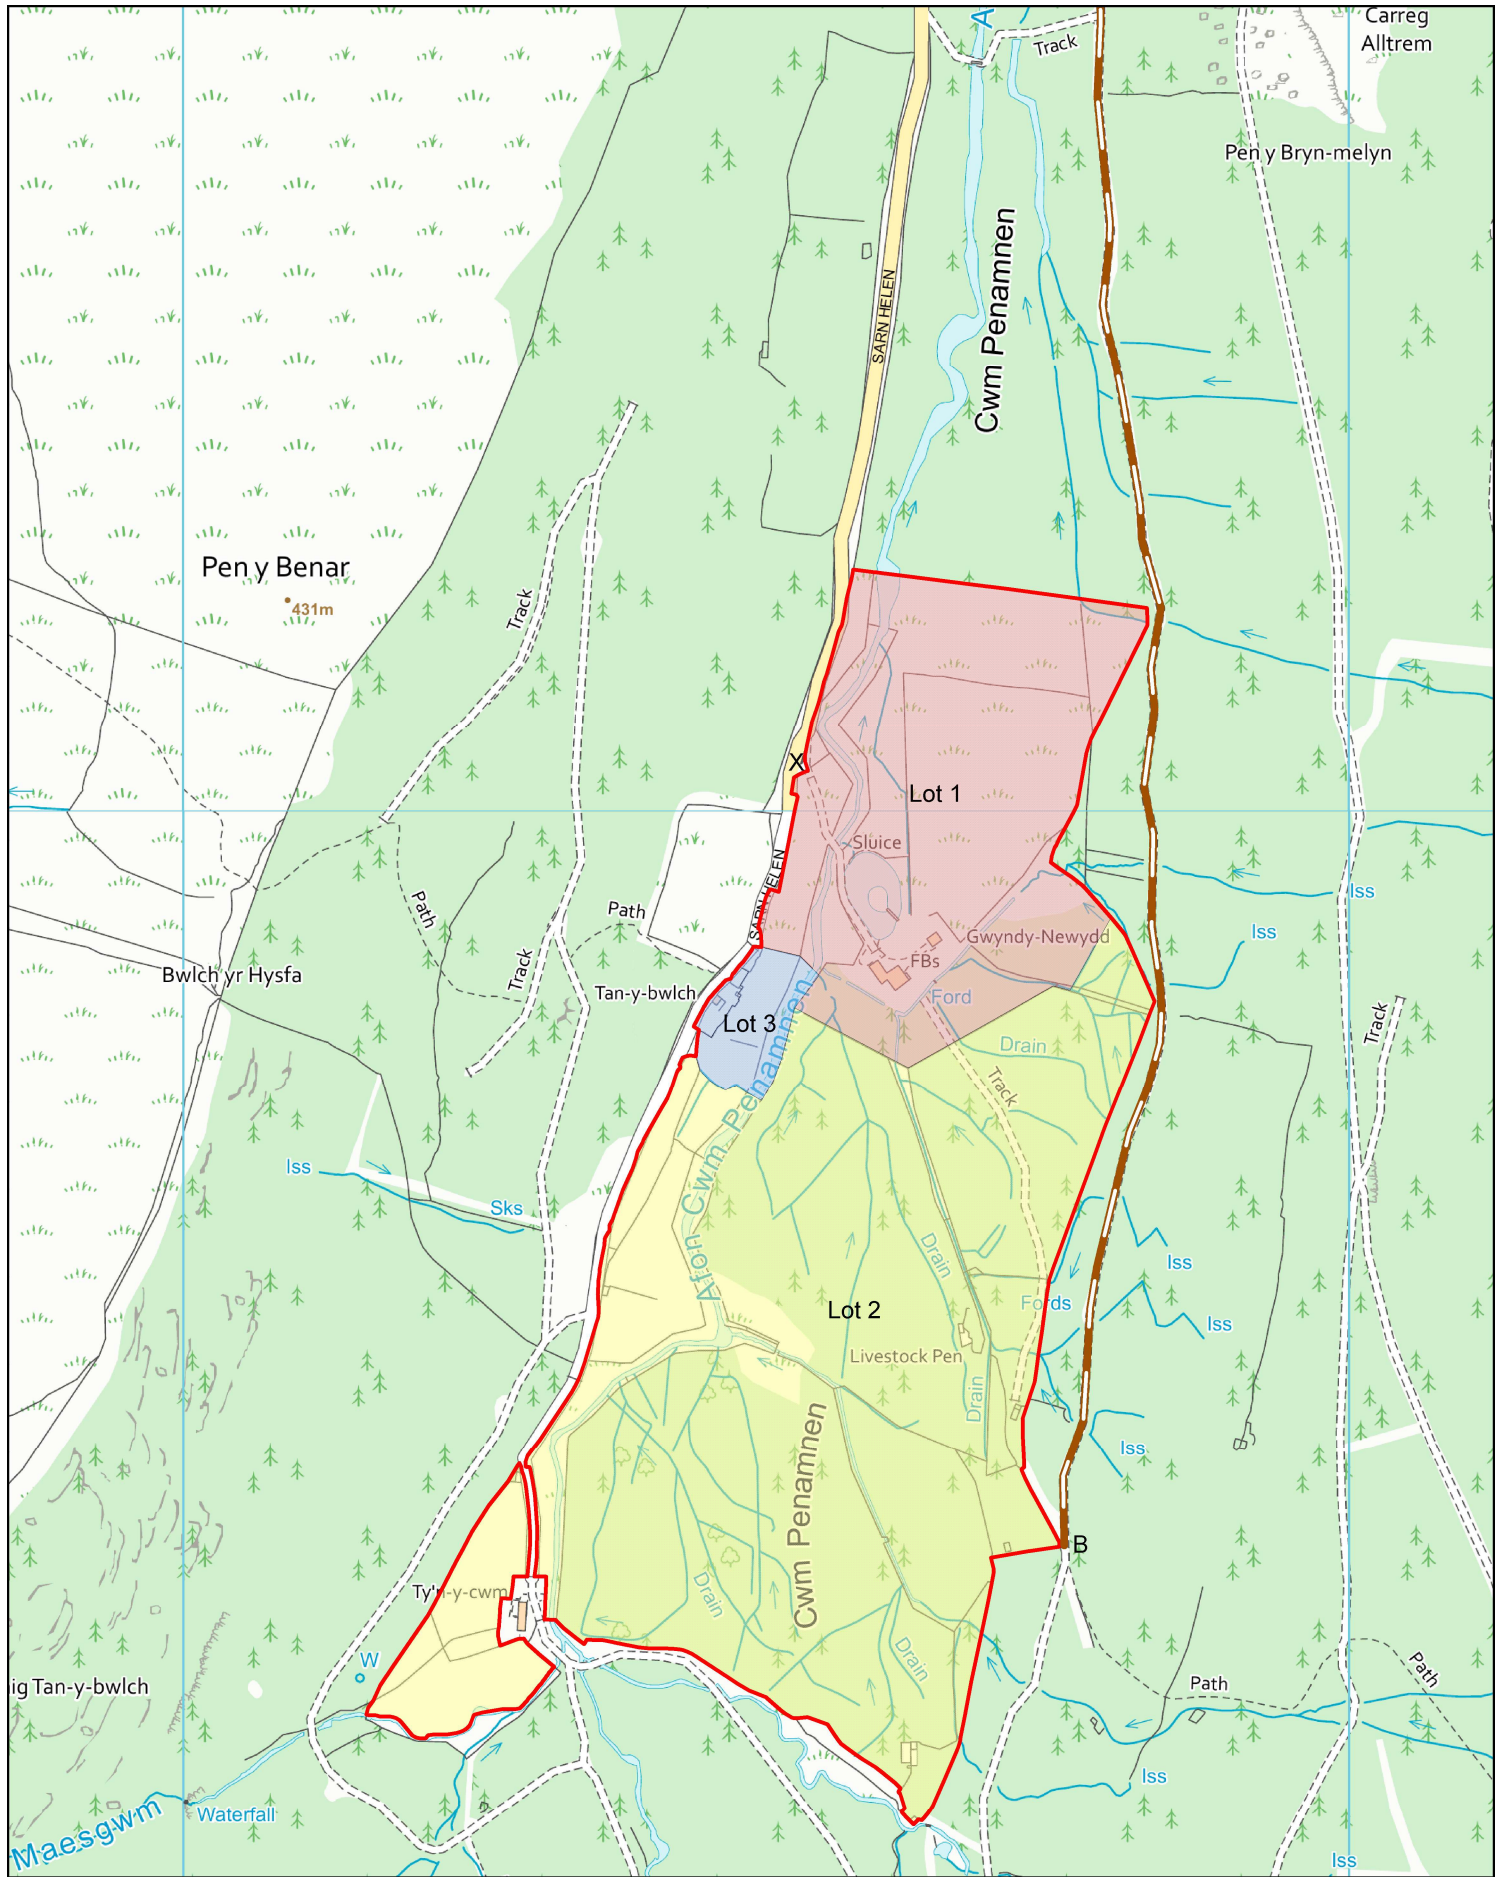 Carreg
Alltrem
A
Track
Pen y Bryn-melyn
Cwm Penamnen
SARN HELEN
Pen y Benar
431m
Track
X
Lot 1
Sluice
SARN HELEN
Path
Path
Iss
Iss
Gwyndy-Newydd
FBs
Track
Bwlch yr Hysfa
Tan-y-bwlch
Ford
Lot 3
Track
Drain
Track
Afon Cwm Penamnen
Iss
Sks
Drain
Iss
Fords
Lot 2
Iss
Livestock Pen
Drain
Iss
Cwm Penamnen
B
Ty'n-y-cwm
Drain
Drain
W
Path
Path
ig Tan-y-bwlch
Iss
Waterfall
Maesgwm
Iss